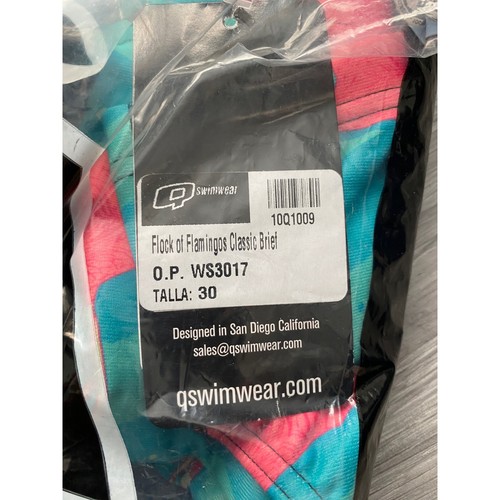 Q swimwear
10Q1009
Flock of Flamingos Classic Brief
O.P. WS3017
TALLA: 30
Designed in San Diego California
sales@qswimwear.com
qswimwear.com